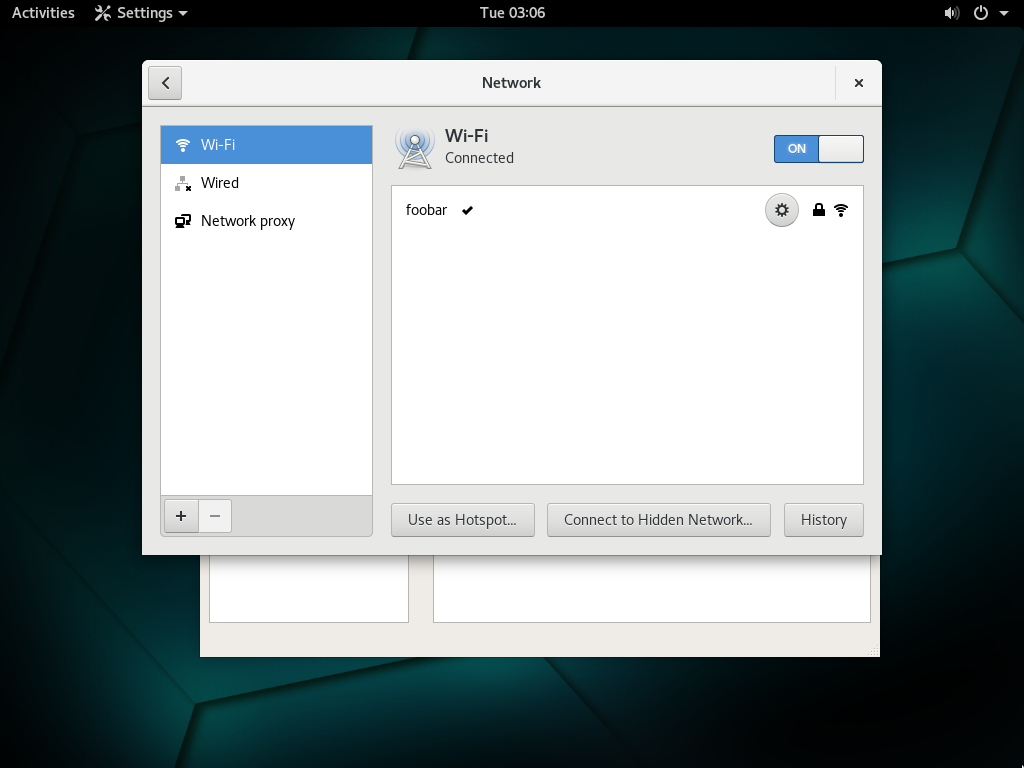 Activities Settings Tue 03:06
Network
Wi-Fi
Wired
Network proxy
Wi-Fi
Connected
ON
foobar
Use as Hotspot... Connect to Hidden Network... History